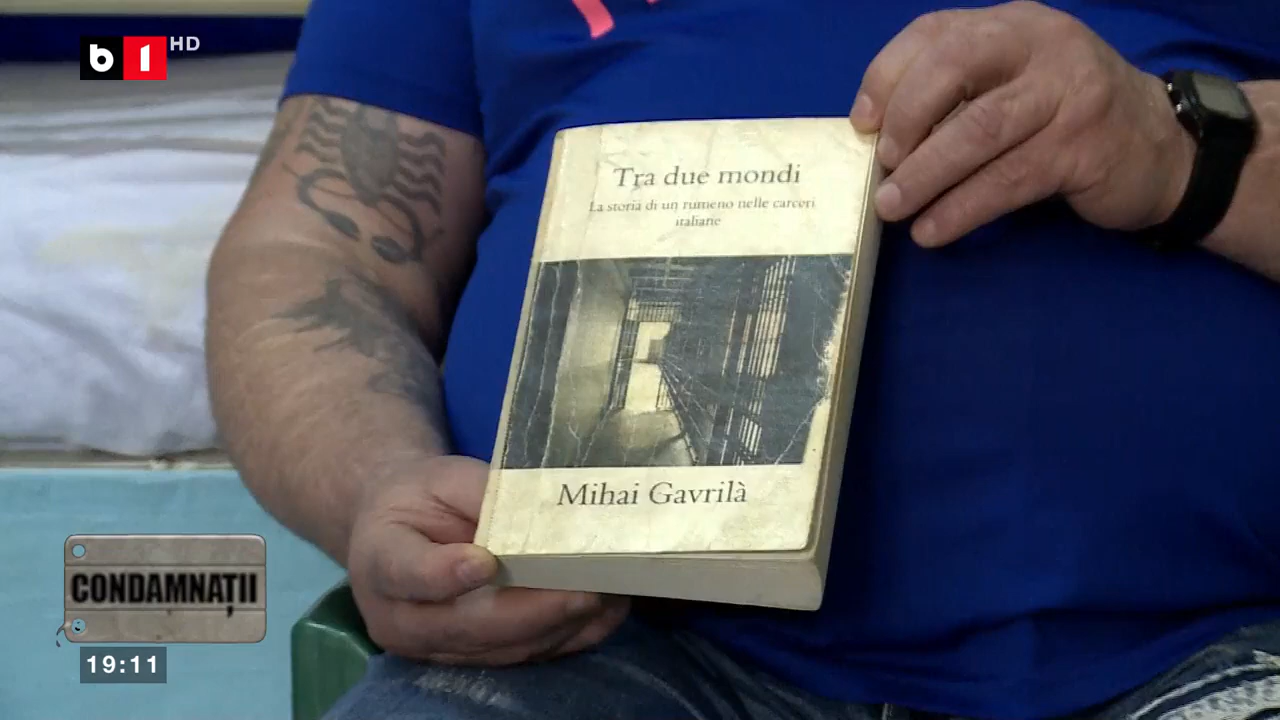 b1 HD
Tra due mondi
La storia di un rumeno nelle carceri
italiane
Mihai Gavrilà
CONDAMNAȚII
19:11